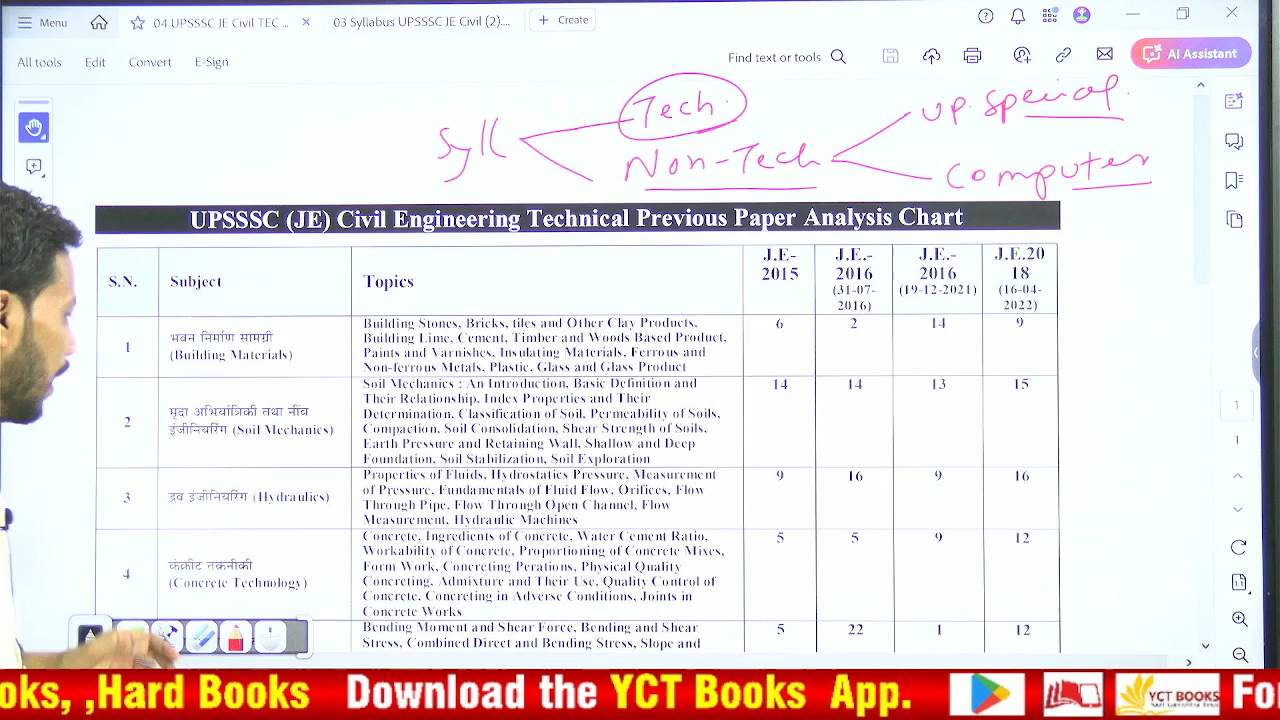 Menu
04 UPSSSC JE Civil TEC ...
03 Syllabus UPSSSC JE Civil (2)....
+ Create
All tools Edit Convert E-Sign
Find text or tools
AI Assistant
Syll
Tech.
Non-Tech
UP. Special.
Computer
UPSSSC (JE) Civil Engineering Technical Previous Paper Analysis Chart
S.N. Subject Topics J.E-2015 J.E.-2016 (31-07-2016) J.E.-2016 (19-12-2021) J.E.2018 (16-04-2022)
1
भवन निर्माण सामग्री
(Building Materials)
Building Stones, Bricks, tiles and Other Clay Products,
Building Lime, Cement, Timber and Woods Based Product,
Paints and Varnishes, Insulating Materials, Ferrous and
Non-ferrous Metals, Plastic, Glass and Glass Product
6 2 14 9
2
मृदा अभियांत्रिकी तथा नींव
इंजीनियरिंग (Soil Mechanics)
Soil Mechanics : An Introduction, Basic Definition and
Their Relationship, Index Properties and Their
Determination, Classification of Soil, Permeability of Soils,
Compaction, Soil Consolidation, Shear Strength of Soils,
Earth Pressure and Retaining Wall, Shallow and Deep
Foundation, Soil Stabilization, Soil Exploration
14 14 13 15
3
द्रव इंजीनियरिंग (Hydraulics)
Properties of Fluids, Hydrostatics Pressure, Measurement
of Pressure, Fundamentals of Fluid Flow, Orifices, Flow
Through Pipe, Flow Through Open Channel, Flow
Measurement, Hydraulic Machines
9 16 9 16
4
कंक्रीट तकनीकी
(Concrete Technology)
Concrete, Ingredients of Concrete, Water Cement Ratio,
Workability of Concrete, Proportioning of Concrete Mixes,
Form Work, Concreting Perations, Physical Quality
Concreting, Admixture and Their Use, Quality Control of
Concrete, Concreting in Adverse Conditions, Joints in
Concrete Works
5 5 9 12
Bending Moment and Shear Force, Bending and Shear
Stress, Combined Direct and Bending Stress, Slope and
5 22 1 12
1
1
ooks, ,Hard Books Download the YCT Books App.
YCT BOOKS
Fo